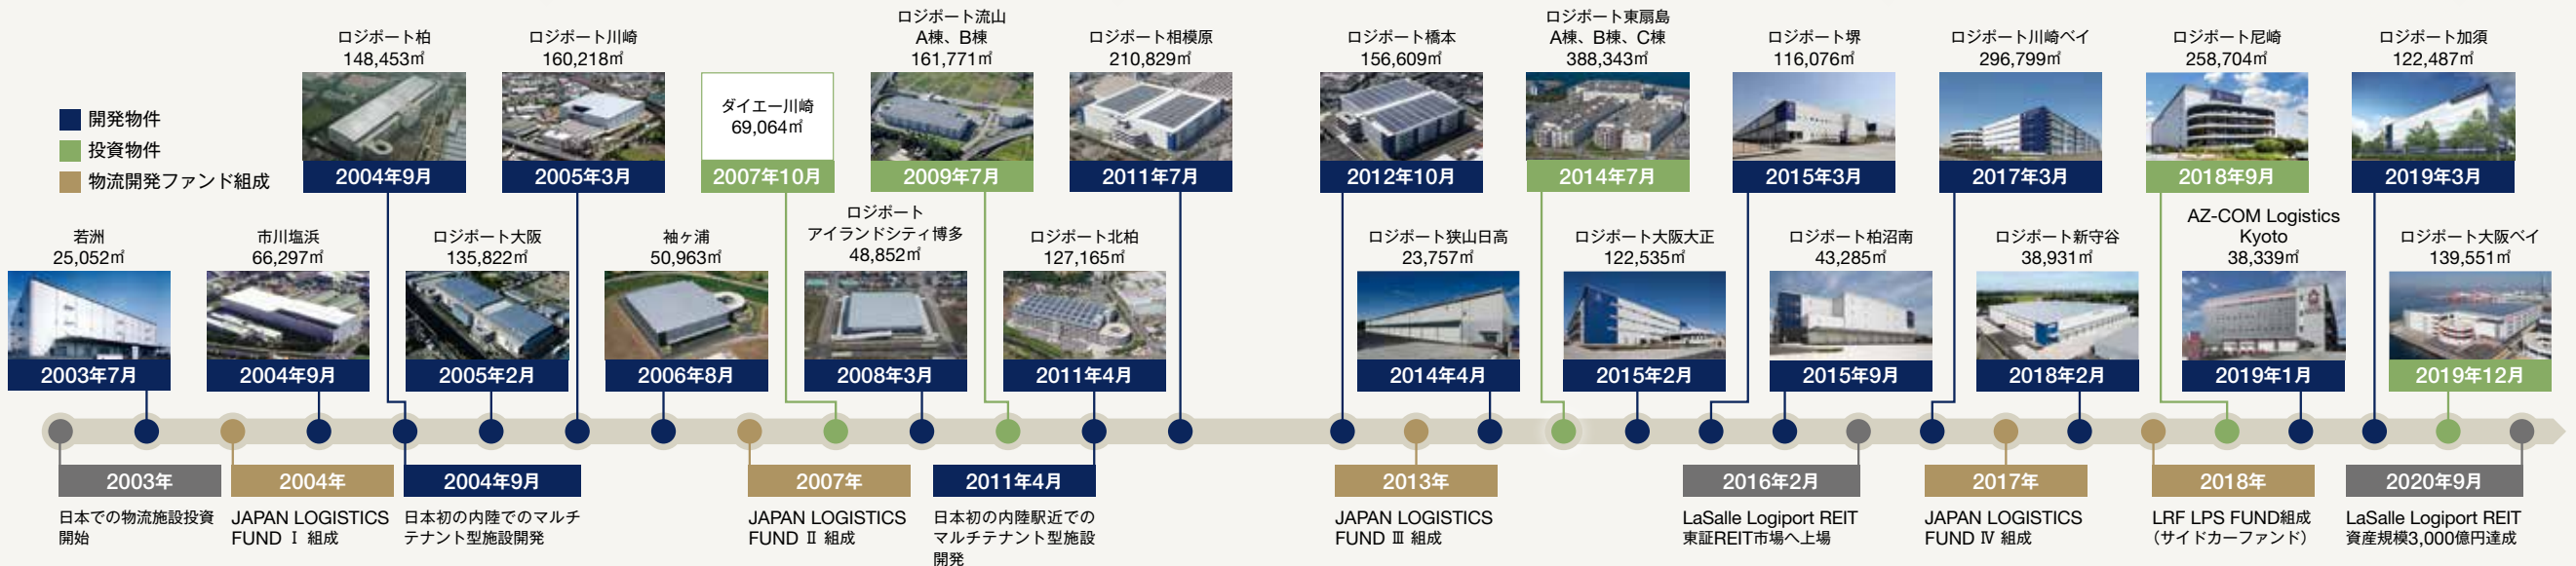 開発物件
投資物件
物流開発ファンド組成
ロジポート柏
148,453㎡
2004年9月
ロジポート川崎
160,218㎡
2005年3月
ダイエー川崎
69,064㎡
2007年10月
ロジポート流山
A棟、B棟
161,771㎡
2009年7月
ロジポート相模原
210,829㎡
2011年7月
ロジポート橋本
156,609㎡
2012年10月
ロジポート東扇島
A棟、B棟、C棟
388,343㎡
2014年7月
ロジポート堺
116,076㎡
2015年3月
ロジポート川崎ベイ
296,799㎡
2017年3月
ロジポート尼崎
258,704㎡
2018年9月
ロジポート加須
122,487㎡
2019年3月
若洲
25,052㎡
2003年7月
市川塩浜
66,297㎡
2004年9月
ロジポート大阪
135,822㎡
2005年2月
袖ヶ浦
50,963㎡
2006年8月
ロジポート
アイランドシティ博多
48,852㎡
2008年3月
ロジポート北柏
127,165㎡
2011年4月
ロジポート狭山日高
23,757㎡
2014年4月
ロジポート大阪大正
122,535㎡
2015年2月
ロジポート柏沼南
43,285㎡
2015年9月
ロジポート新守谷
38,931㎡
2018年2月
AZ-COM Logistics
Kyoto
38,339㎡
2019年1月
ロジポート大阪ベイ
139,551㎡
2019年12月
2003年
日本での物流施設投資
開始
2004年
JAPAN LOGISTICS
FUND Ⅰ 組成
2004年9月
日本初の内陸でのマルチ
テナント型施設開発
2007年
JAPAN LOGISTICS
FUND Ⅱ 組成
2011年4月
日本初の内陸駅近での
マルチテナント型施設
開発
2013年
JAPAN LOGISTICS
FUND Ⅲ 組成
2016年2月
LaSalle Logiport REIT
東証REIT市場へ上場
2017年
JAPAN LOGISTICS
FUND Ⅳ 組成
2018年
LRF LPS FUND組成
（サイドカーファンド）
2020年9月
LaSalle Logiport REIT
資産規模3,000億円達成